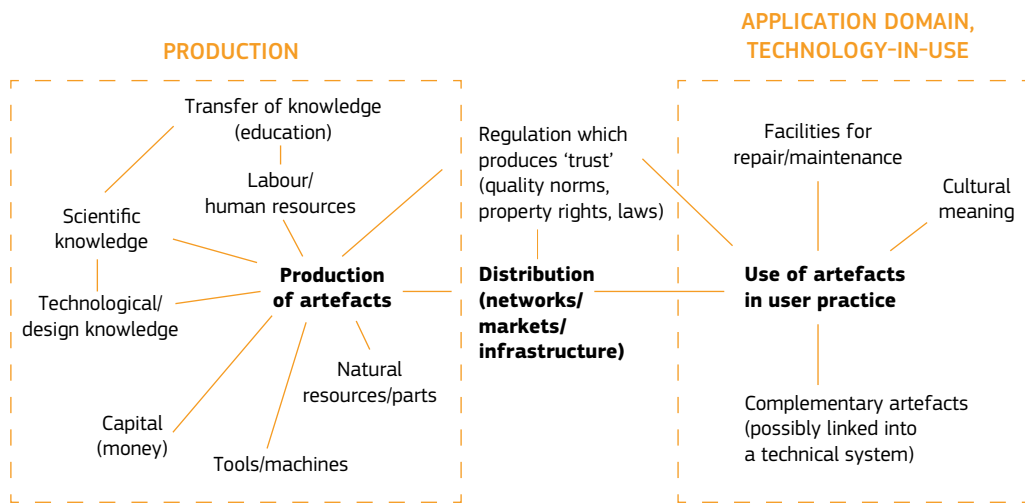 PRODUCTION
APPLICATION DOMAIN,
TECHNOLOGY-IN-USE
Transfer of knowledge
(education)
Labour/
human resources
Scientific
knowledge
Production
of artefacts
Technological/
design knowledge
Natural
resources/parts
Capital
(money)
Tools/machines
Regulation which
produces ‘trust’
(quality norms,
property rights, laws)
Distribution
(networks/
markets/
infrastructure)
Facilities for
repair/maintenance
Cultural
meaning
Use of artefacts
in user practice
Complementary artefacts
(possibly linked into
a technical system)